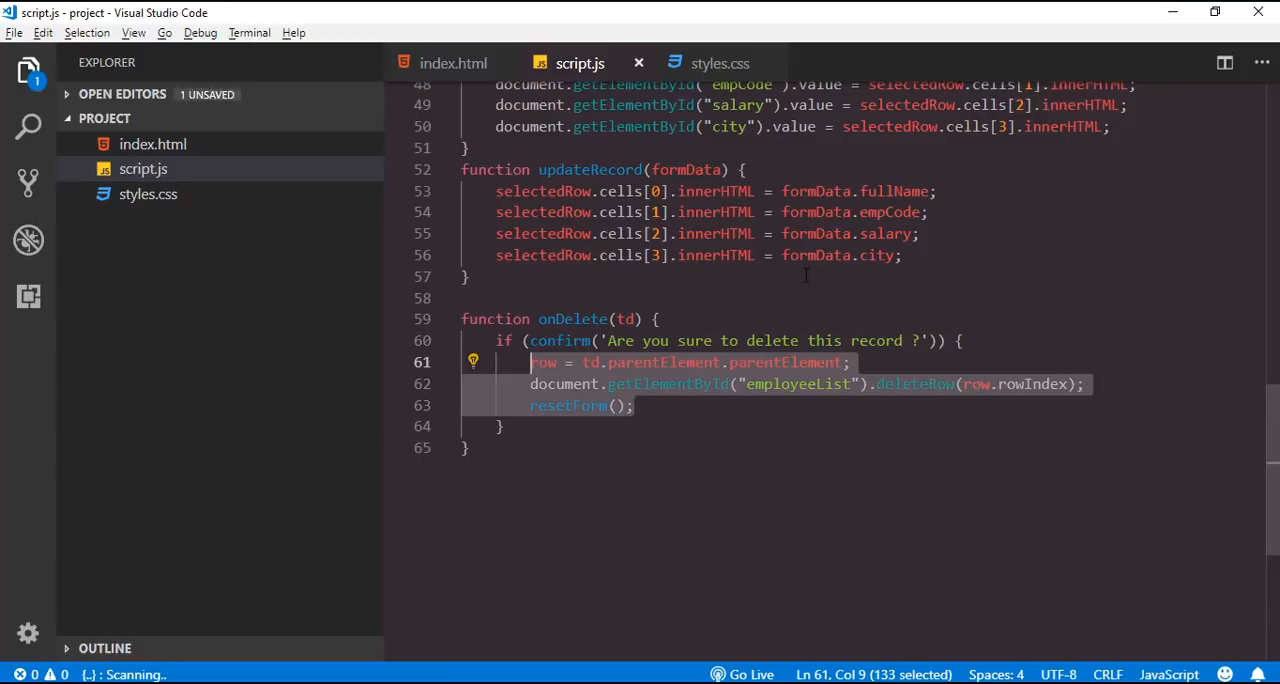 script.js - project - Visual Studio Code
File Edit Selection View Go Debug Terminal Help
EXPLORER
index.html
script.js
styles.css
1
OPEN EDITORS 1 UNSAVED
PROJECT
index.html
script.js
styles.css
48 document.getElementById("empCode").value = selectedRow.cells[1].innerHTML;
49 document.getElementById("salary").value = selectedRow.cells[2].innerHTML;
50 document.getElementById("city").value = selectedRow.cells[3].innerHTML;
51 }
52 function updateRecord(formData) {
53 selectedRow.cells[0].innerHTML = formData.fullName;
54 selectedRow.cells[1].innerHTML = formData.empCode;
55 selectedRow.cells[2].innerHTML = formData.salary;
56 selectedRow.cells[3].innerHTML = formData.city;
57 }
58
59 function onDelete(td) {
60 if (confirm('Are you sure to delete this record ?')) {
61 row = td.parentElement.parentElement;
62 document.getElementById("employeeList").deleteRow(row.rowIndex);
63 resetForm();
64 }
65 }
OUTLINE
0 0 {..} : Scanning.. Go Live Ln 61, Col 9 (133 selected) Spaces: 4 UTF-8 CRLF JavaScript